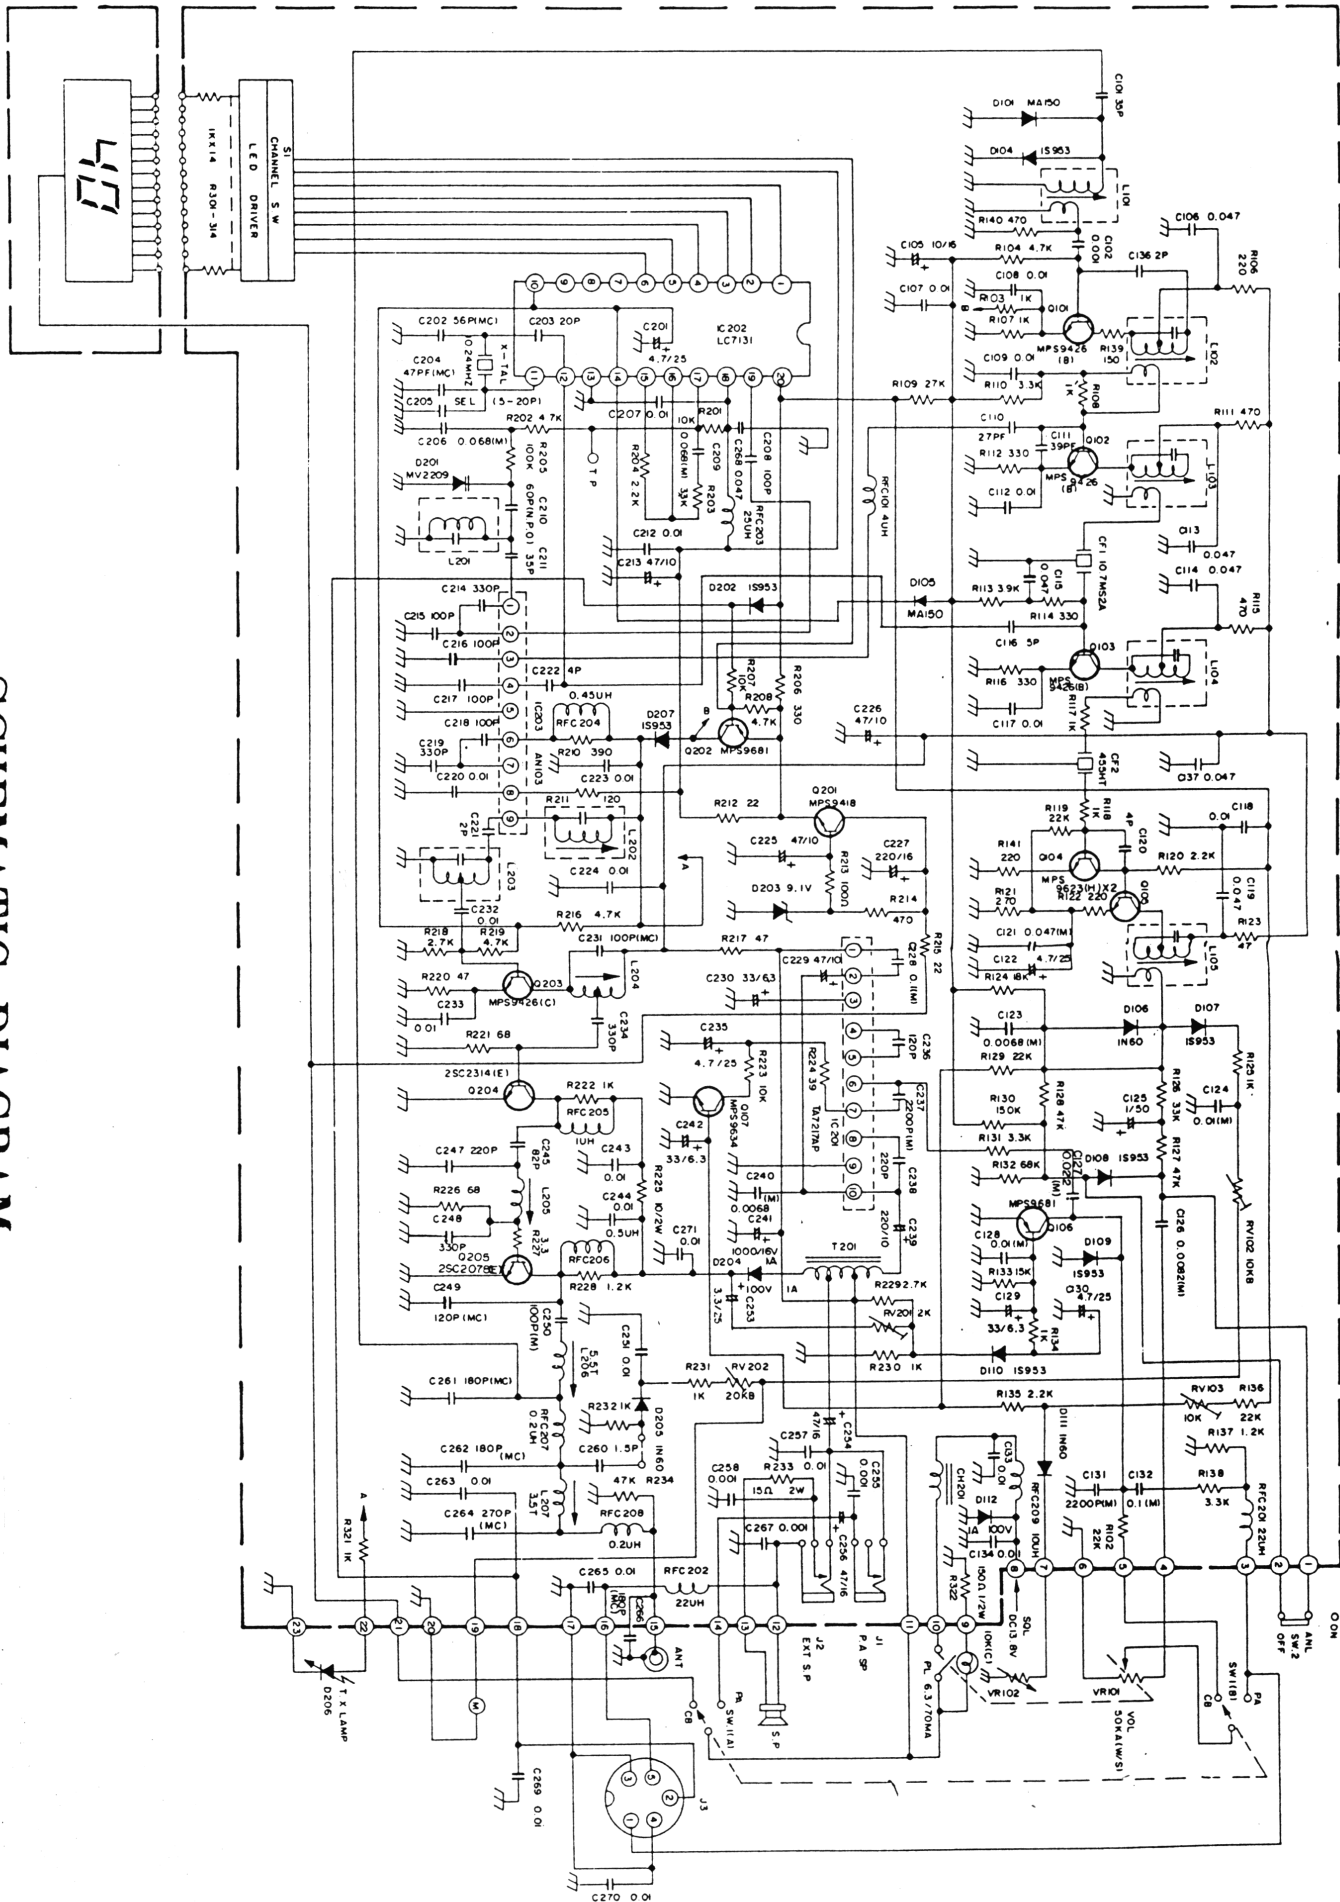 C101 35P
D101 MA150
D104 1S953
L101
R140 470
C102 0.001
C105 10/16
R104 4.7K
C136 2P
C106 0.047
R106 220
C107 0.01
C108 0.01
R103 1K
B
R107 1K
Q101
MPS9426 (B)
R139 150
L102
C109 0.01
R109 27K
R110 3.3K
R108 1K
C110 27PF
C111 39PF
Q102
MPS 9426 (B)
R111 470
R112 330
L103
C112 0.01
RFC101 4UH
CF1 10.7MS2A
C113 0.047
C114 0.047
D105
MA150
R113 3.9K
C115 0.047
R114 330
R115 470
C116 5P
Q103
MPS 9426(B)
L104
R116 330
R117 1K
C117 0.01
CF2 455HT
C137 0.047
C118 0.01
R118 1K
R119 22K
C120 4P
R141 220
Q104
MPS 9623(H)X2
R120 2.2K
R121 270
R122 220
C119 0.047
R123 47
C121 0.047(M)
C122 4.7/25
L105
R124 18K
C123 0.0068(M)
D106
1N60
D107
1S953
R129 22K
R125 1K
R130 150K
R128 47K
C125 1/50
R126 33K
C124 0.01(M)
R131 3.3K
R127 47K
R132 68K
D108 1S953
MPS9681
Q106
C126 0.0082(M)
RV102 10KB
C128 0.01(M)
D109
1S953
R133 15K
C129 33/6.3
C130 4.7/25
R134 1K
D110 1S953
R135 2.2K
D111 1N60
RV103 10K
R136 22K
R137 1.2K
C133 0.01
CH201
RFC209 10UH
C131 2200P(M)
C132 0.1(M)
R138 3.3K
D112
1A 100V
C134 0.01
R102 22K
RFC201 22UH
R322 150Ω 1/2W
S1
CHANNEL SW
LED DRIVER
1KX14 R301-314
40
IC202
LC7131
C202 56P(MC)
C203 20P
C201 4.7/25
X-TAL
10.24MHZ
C204 47PF(MC)
C205 SEL (5-20P)
C206 0.068(M)
R202 4.7K
C207 0.01
R201 10K
R205 100K
D201
MV2209
C210 60P(N.P.O)
C211 35P
L201
T P
R204 2.2K
C209 0.068(M)
R203 33K
C268 0.047
C208 100P
RFC203 25UH
C212 0.01
C213 47/10
D202 1S953
C214 330P
C215 100P
C216 100P
C217 100P
C218 100P
C219 330P
C220 0.01
C221 2P
C222 4P
0.45UH
RFC204
IC203
AN103
R210 390
C223 0.01
R211 120
L202
C224 0.01
L203
R207 10K
R208 4.7K
R206 330
D207
1S953
B
Q202 MPS9681
C226 47/10
R212 22
Q201
MPS9418
C225 47/10
R213 100Ω
C227 220/16
D203 9.1V
R214 470
A
C232 0.01
R216 4.7K
R218 2.7K
R219 4.7K
C231 100P(MC)
R217 47
R215 22
R220 47
Q203
MPS9426(C)
L204
C233 0.01
C234 330P
R221 68
C229 47/10
C228 0.1(M)
C230 33/6.3
C235 4.7/25
C236 120P
R223 10K
R224 39
C237 2200P(M)
IC201
TA7217AP
2SC2314(E)
Q204
R222 1K
RFC205
1UH
Q107
MPS9634
C242 33/6.3
C238 220P
C247 220P
C245 82P
C243 0.01
R225 10/2W
C240 (M) 0.0068
C239 220/10
R226 68
L205
C244 0.01
C241 1000/16V
C248 330P
R227 3.3
0.5UH
RFC206
C271 0.01
T201
Q205
2SC2078(E)
R228 1.2K
D204
1A
100V
1A
C253 3.3/25
R229 2.7K
RV201 2K
R230 1K
C249 120P(MC)
C250 100P(M)
C251 0.01
5.5T
L206
R231 1K
RV202 20KB
C261 180P(MC)
RFC207 0.2UH
R232 1K
D205 1N60
C254 47/16
C257 0.01
C255 0.001
C262 180P (MC)
C260 1.5P
C258 0.001
R233 15Ω 2W
C263 0.01
C264 270P (MC)
L207 3.5T
47K R234
RFC208
0.2UH
C267 0.001
C256 47/16
A
R321 1K
C265 0.01
RFC202
22UH
C266 180P (MC)
ANT
J2
EXT S.P
J1
P.A SP
SQL
DC13.8V
10K(C)
VR102
PL
6.3/70MA
VR101
VOL
50KA(W/S)
SW1(B)
PA
CB
ANL
SW.2
OFF
ON
D206
TX LAMP
M
PA
SW.1(A)
CB
S.P
C269 0.01
J3
C270 0.01
SCHEMATIC DIAGRAM